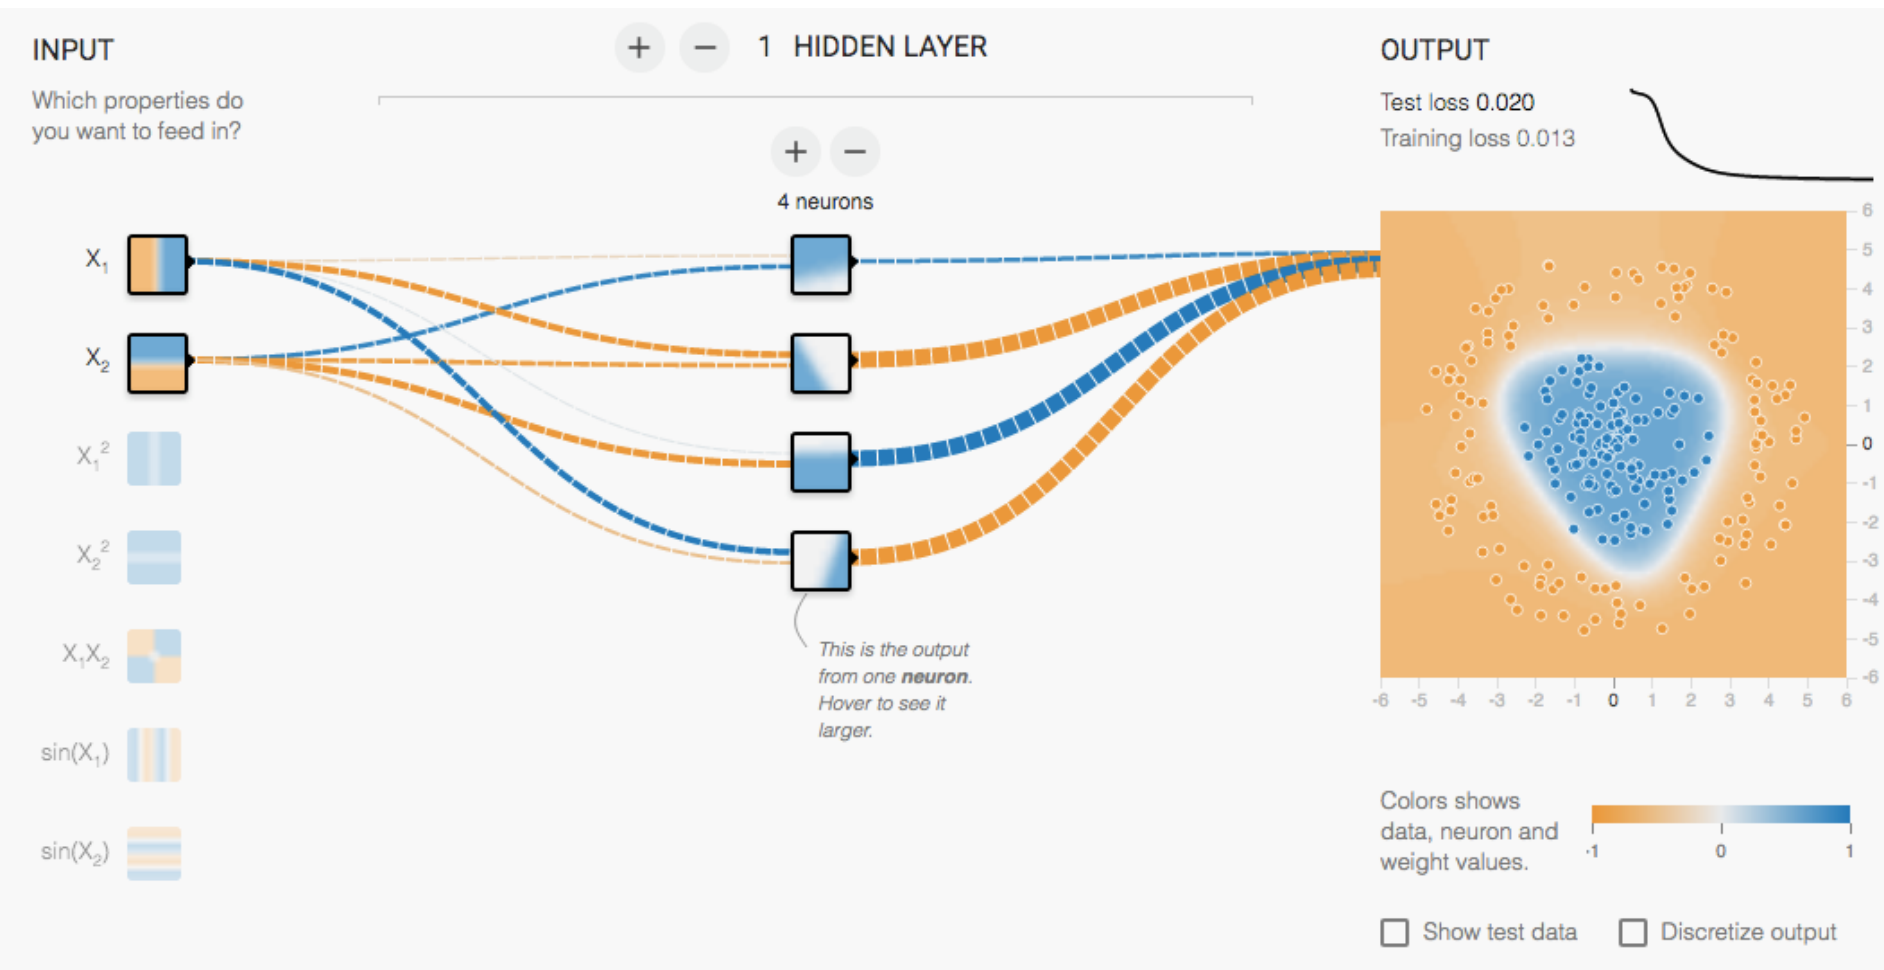 INPUT
Which properties do
you want to feed in?
X₁
X₂
X₁²
X₂²
X₁X₂
sin(X₁)
sin(X₂)
+ − 1 HIDDEN LAYER
+ −
4 neurons
This is the output
from one neuron.
Hover to see it
larger.
OUTPUT
Test loss 0.020
Training loss 0.013
6
5
4
3
2
1
0
-1
-2
-3
-4
-5
-6
-6 -5 -4 -3 -2 -1 0 1 2 3 4 5 6
Colors shows
data, neuron and
weight values.
-1 0 1
Show test data
Discretize output